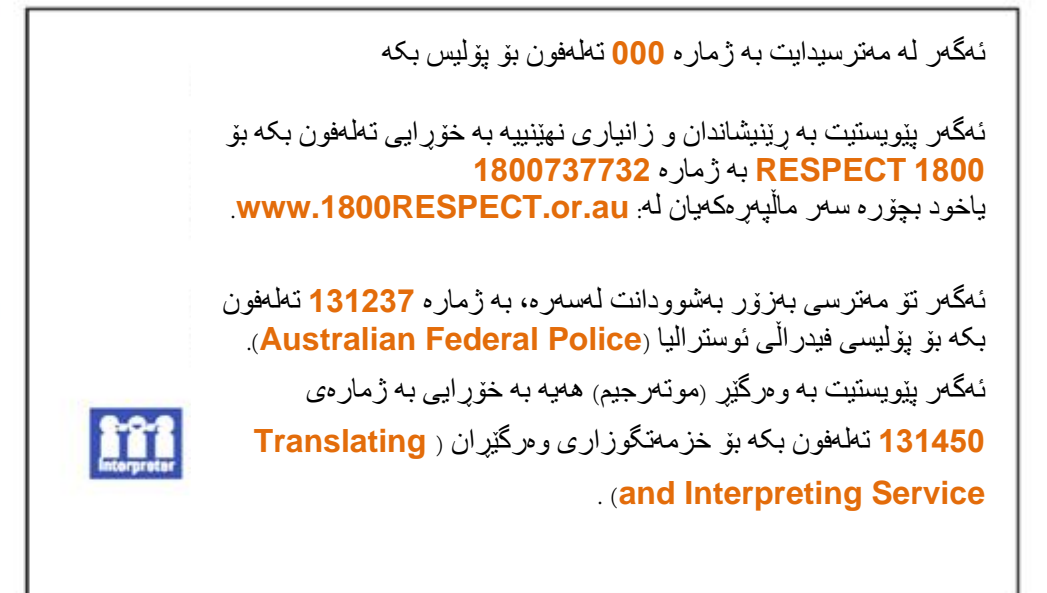 ئەگەر لە مەترسیدایت بە ژمارە 000 تەلەفون بۆ پۆلیس بکە
ئەگەر پێویستیت بە ڕێنیشاندان و زانیاری نهێنییە بە خۆڕایی تەلەفون بکە بۆ
1800 RESPECT بە ژمارە 1800737732
یاخود بچۆرە سەر ماڵپەڕەکەیان لە: www.1800RESPECT.or.au.
ئەگەر تۆ مەترسی بەزۆر بەشوودانت لەسەرە، بە ژمارە 131237 تەلەفون
بکە بۆ پۆلیسی فیدراڵی ئوسترالیا (Australian Federal Police).
ئەگەر پێویستیت بە وەرگێڕ (موتەرجیم) هەیە بە خۆڕایی بە ژمارەی
131450 تەلەفون بکە بۆ خزمەتگوزاری وەرگێڕان ( Translating
and Interpreting Service) .
Interpreter